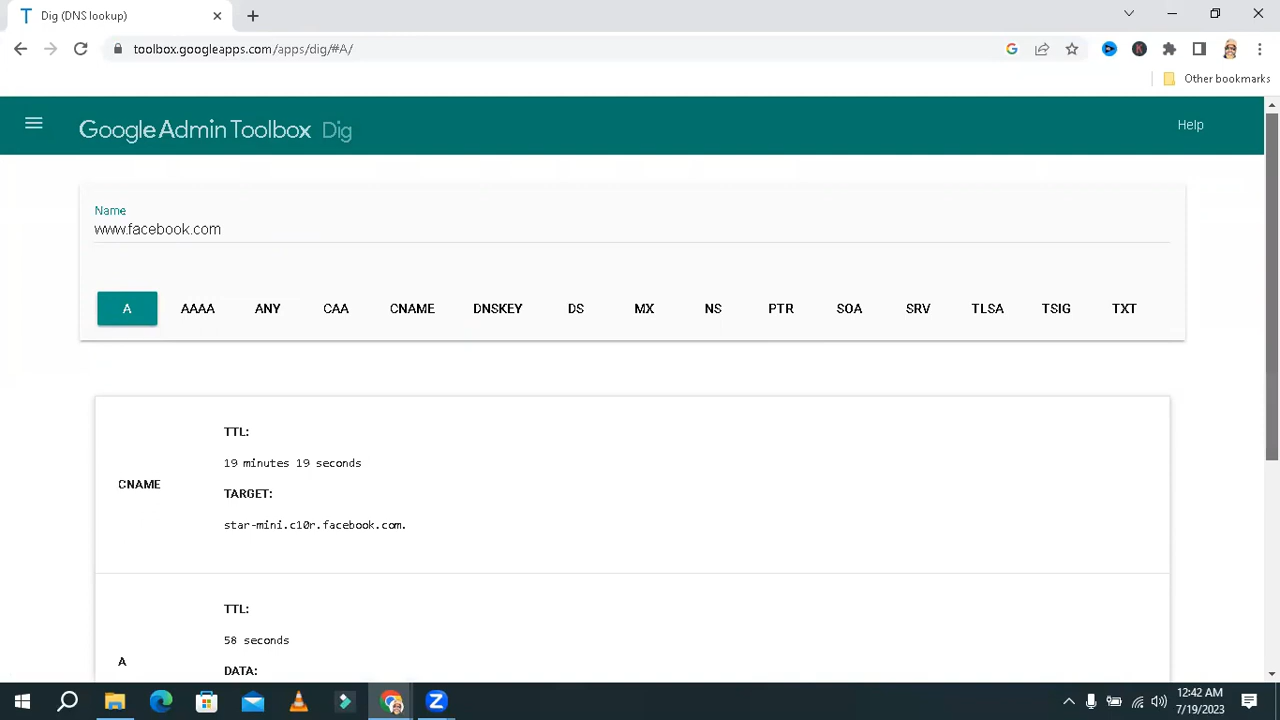 Dig (DNS lookup)
toolbox.googleapps.com/apps/dig/#A/
Other bookmarks
Google Admin Toolbox Dig
Help
Name
www.facebook.com
A AAAA ANY CAA CNAME DNSKEY DS MX NS PTR SOA SRV TLSA TSIG TXT
TTL:
19 minutes 19 seconds
CNAME
TARGET:
star-mini.c10r.facebook.com.
TTL:
58 seconds
A
DATA:
12:42 AM
7/19/2023